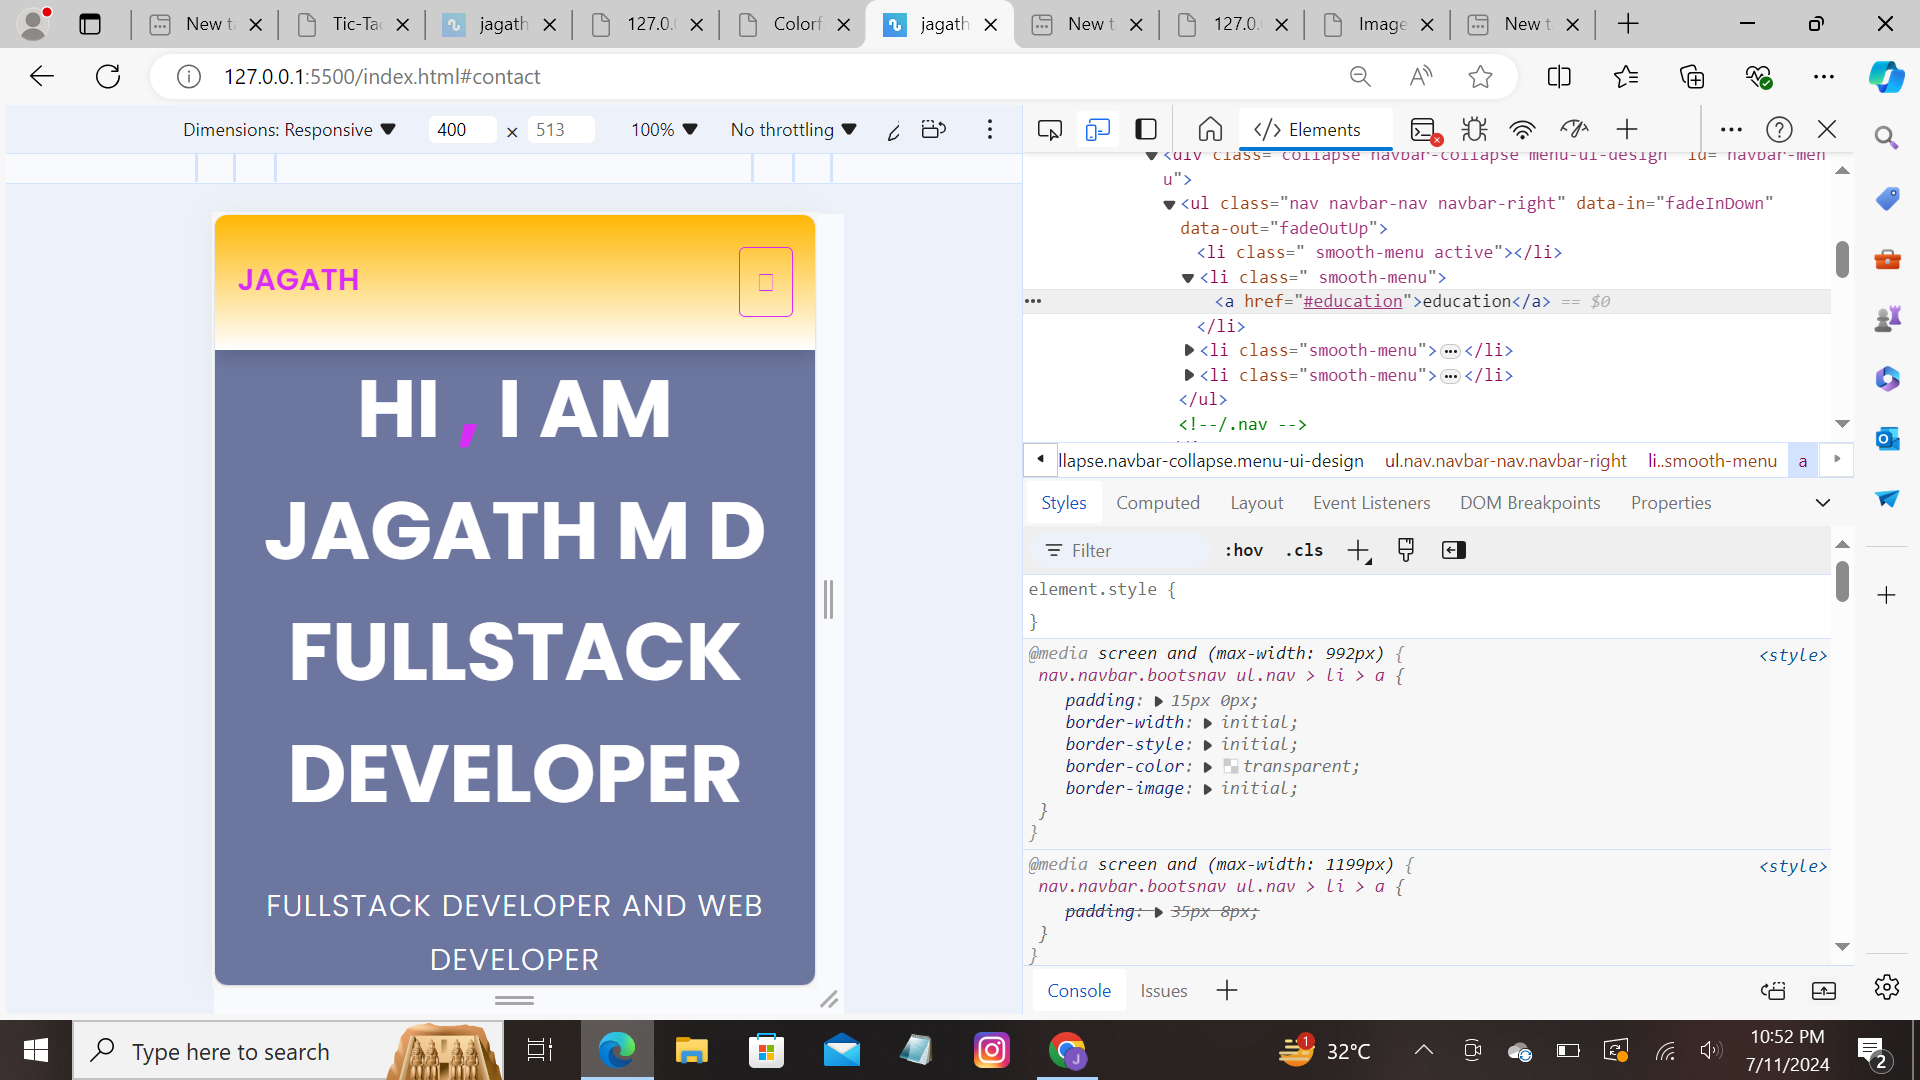 New t
Tic-Ta
jagath
127.0.
Colorf
jagath
New t
127.0.
Image
New t
127.0.0.1:5500/index.html#contact
Dimensions: Responsive
400 × 513
100%
No throttling
Elements
<div class="collapse navbar-collapse menu-ui-design" id="navbar-men
u">
<ul class="nav navbar-nav navbar-right" data-in="fadeInDown"
data-out="fadeOutUp">
<li class=" smooth-menu active"></li>
<li class=" smooth-menu">
<a href="#education">education</a> == $0
</li>
<li class="smooth-menu">…</li>
<li class="smooth-menu">…</li>
</ul>
<!--/.nav -->
llapse.navbar-collapse.menu-ui-design ul.nav.navbar-nav.navbar-right li..smooth-menu a
Styles Computed Layout Event Listeners DOM Breakpoints Properties
Filter :hov .cls
element.style {
}
@media screen and (max-width: 992px) { <style>
nav.navbar.bootsnav ul.nav > li > a {
padding: 15px 0px;
border-width: initial;
border-style: initial;
border-color: transparent;
border-image: initial;
}
}
@media screen and (max-width: 1199px) { <style>
nav.navbar.bootsnav ul.nav > li > a {
padding: 35px 8px;
}
}
Console Issues
JAGATH
HI , I AM
JAGATH M D
FULLSTACK
DEVELOPER
FULLSTACK DEVELOPER AND WEB
DEVELOPER
Type here to search
1
32°C
10:52 PM
7/11/2024
2